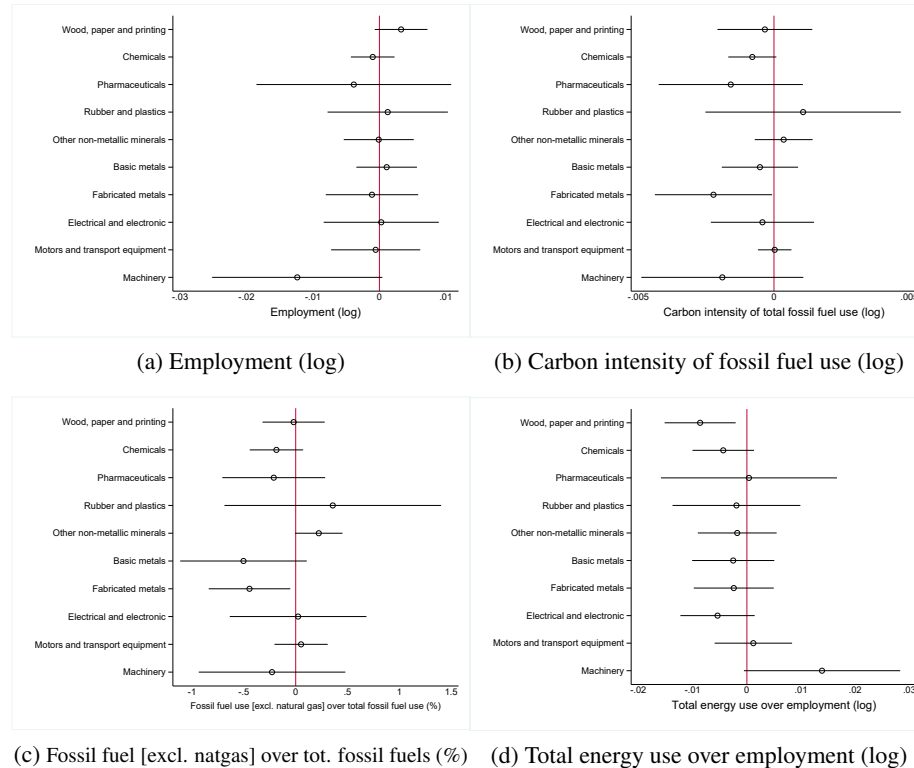 Wood, paper and printing
Chemicals
Pharmaceuticals
Rubber and plastics
Other non-metallic minerals
Basic metals
Fabricated metals
Electrical and electronic
Motors and transport equipment
Machinery
-.03 -.02 -.01 0 .01
Employment (log)
(a) Employment (log)
Wood, paper and printing
Chemicals
Pharmaceuticals
Rubber and plastics
Other non-metallic minerals
Basic metals
Fabricated metals
Electrical and electronic
Motors and transport equipment
Machinery
-.005 0 .005
Carbon intensity of total fossil fuel use (log)
(b) Carbon intensity of fossil fuel use (log)
Wood, paper and printing
Chemicals
Pharmaceuticals
Rubber and plastics
Other non-metallic minerals
Basic metals
Fabricated metals
Electrical and electronic
Motors and transport equipment
Machinery
-1 -.5 0 .5 1 1.5
Fossil fuel use [excl. natural gas] over total fossil fuel use (%)
(c) Fossil fuel [excl. natgas] over tot. fossil fuels (%)
Wood, paper and printing
Chemicals
Pharmaceuticals
Rubber and plastics
Other non-metallic minerals
Basic metals
Fabricated metals
Electrical and electronic
Motors and transport equipment
Machinery
-.02 -.01 0 .01 .02 .03
Total energy use over employment (log)
(d) Total energy use over employment (log)